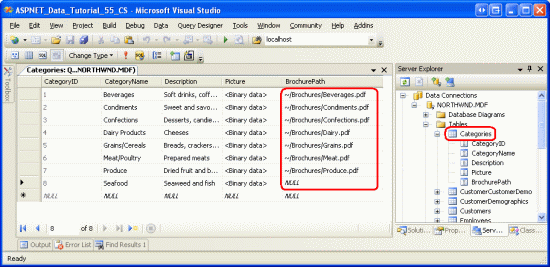 ASPNET_Data_Tutorial_55_CS - Microsoft Visual Studio
File Edit View Project Build Debug Data Query Designer Tools Window Community Help Addins
localhost
Change Type
Toolbox
Categories: Q...NORTHWND.MDF)
CategoryID CategoryName Description Picture BrochurePath
1 Beverages Soft drinks, coff... <Binary data> ~/Brochures/Beverages.pdf
2 Condiments Sweet and savo... <Binary data> ~/Brochures/Condiments.pdf
3 Confections Desserts, candie... <Binary data> ~/Brochures/Confections.pdf
4 Dairy Products Cheeses <Binary data> ~/Brochures/Dairy.pdf
5 Grains/Cereals Breads, crackers... <Binary data> ~/Brochures/Grains.pdf
6 Meat/Poultry Prepared meats <Binary data> ~/Brochures/Meat.pdf
7 Produce Dried fruit and b... <Binary data> ~/Brochures/Produce.pdf
8 Seafood Seaweed and fish <Binary data> NULL
NULL NULL NULL NULL NULL
8 of 8
Server Explorer
Data Connections
NORTHWND.MDF
Database Diagrams
Tables
Categories
CategoryID
CategoryName
Description
Picture
BrochurePath
CustomerCustomerDemo
CustomerDemographics
Customers
Employees
Soluti... Prop... Serv... Class...
Output Error List Find Results 1
Ready